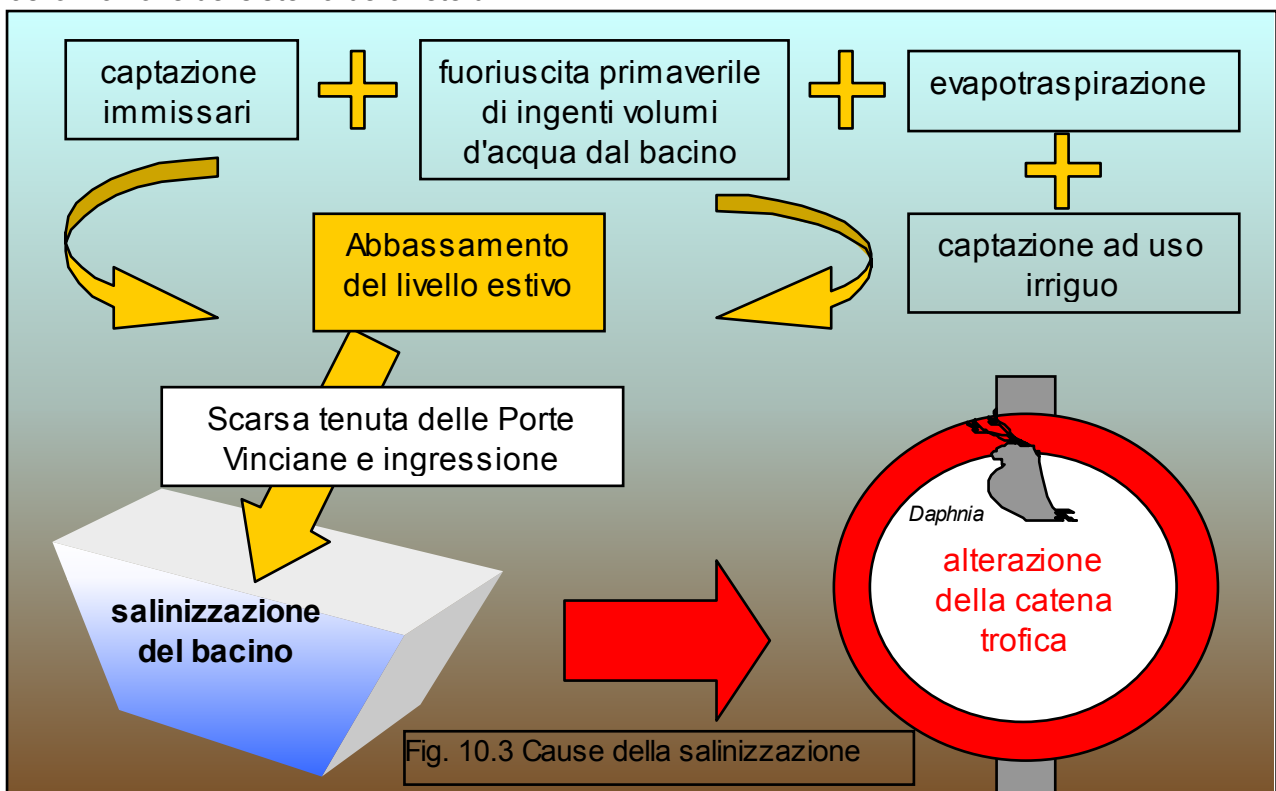 captazione
immissari
fuoriuscita primaverile
di ingenti volumi
d'acqua dal bacino
evapotraspirazione
Abbassamento
del livello estivo
captazione ad uso
irriguo
Scarsa tenuta delle Porte
Vinciane e ingressione
salinizzazione
del bacino
Daphnia
alterazione
della catena
trofica
Fig. 10.3 Cause della salinizzazione